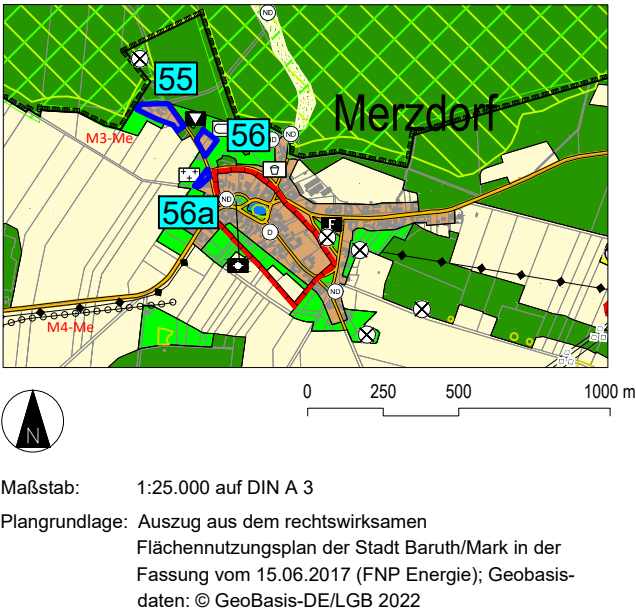 ND
55
Merzdorf
M3-Me
56
ND
ND
56a
ND
F
D
ND
M4-Me
N
0 250 500 1000 m
Maßstab: 1:25.000 auf DIN A 3
Plangrundlage: Auszug aus dem rechtswirksamen
Flächennutzungsplan der Stadt Baruth/Mark in der
Fassung vom 15.06.2017 (FNP Energie); Geobasis-
daten: © GeoBasis-DE/LGB 2022